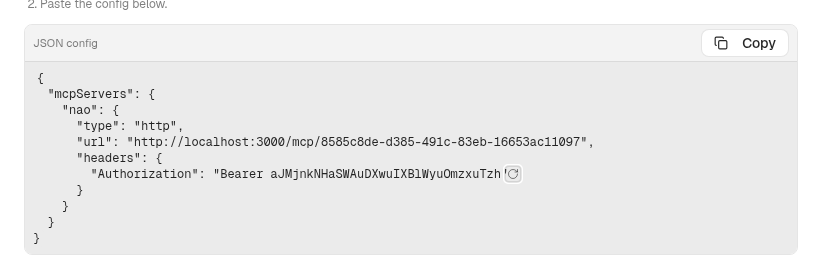 2. Paste the config below.
JSON config
Copy
{
  "mcpServers": {
    "nao": {
      "type": "http",
      "url": "http://localhost:3000/mcp/8585c8de-d385-491c-83eb-16653ac11097",
      "headers": {
        "Authorization": "Bearer aJMjnkNHaSWAuDXwuIXBlWyuOmzxuTzh"
      }
    }
  }
}